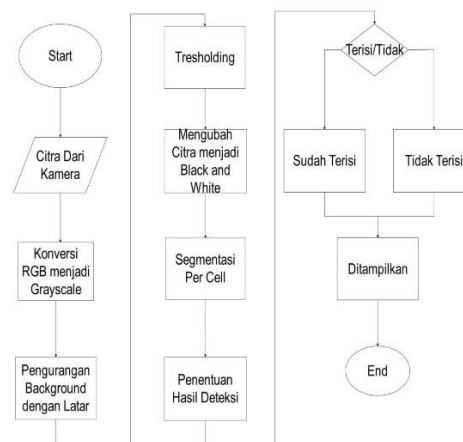 Start
Citra Dari
Kamera
Konversi
RGB menjadi
Grayscale
Pengurangan
Background
dengan Latar
Tresholding
Mengubah
Citra menjadi
Black and
White
Segmentasi
Per Cell
Penentuan
Hasil Deteksi
Terisi/Tidak
Sudah Terisi
Tidak Terisi
Ditampilkan
End